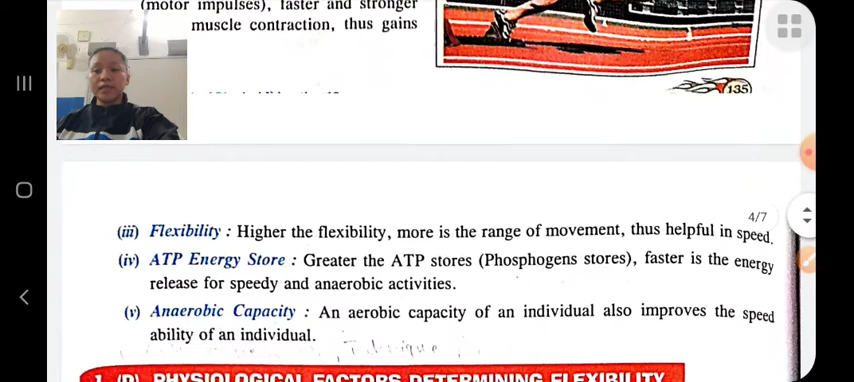 (motor impulses), faster and stronger
muscle contraction, thus gains
135
4/7
(iii) Flexibility : Higher the flexibility, more is the range of movement, thus helpful in speed.
(iv) ATP Energy Store : Greater the ATP stores (Phosphogens stores), faster is the energy
release for speedy and anaerobic activities.
(v) Anaerobic Capacity : An aerobic capacity of an individual also improves the speed
ability of an individual.
Technique
1. (D) PHYSIOLOGICAL FACTORS DETERMINING FLEXIBILITY